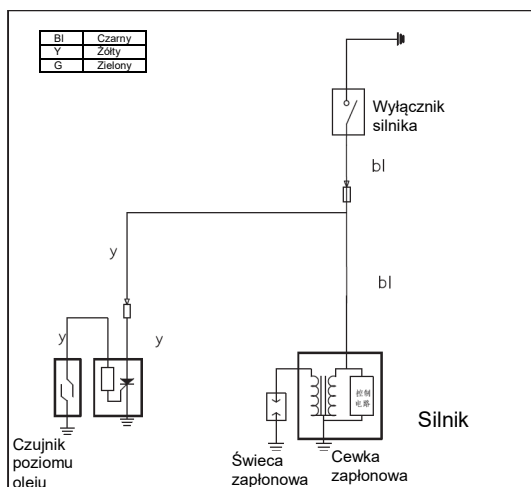 Bl Czarny
Y Żółty
G Zielony
Wyłącznik
silnika
bl
y
bl
y
y
控制
电路
Silnik
Czujnik
poziomu
oleju
Świeca
zapłonowa
Cewka
zapłonowa